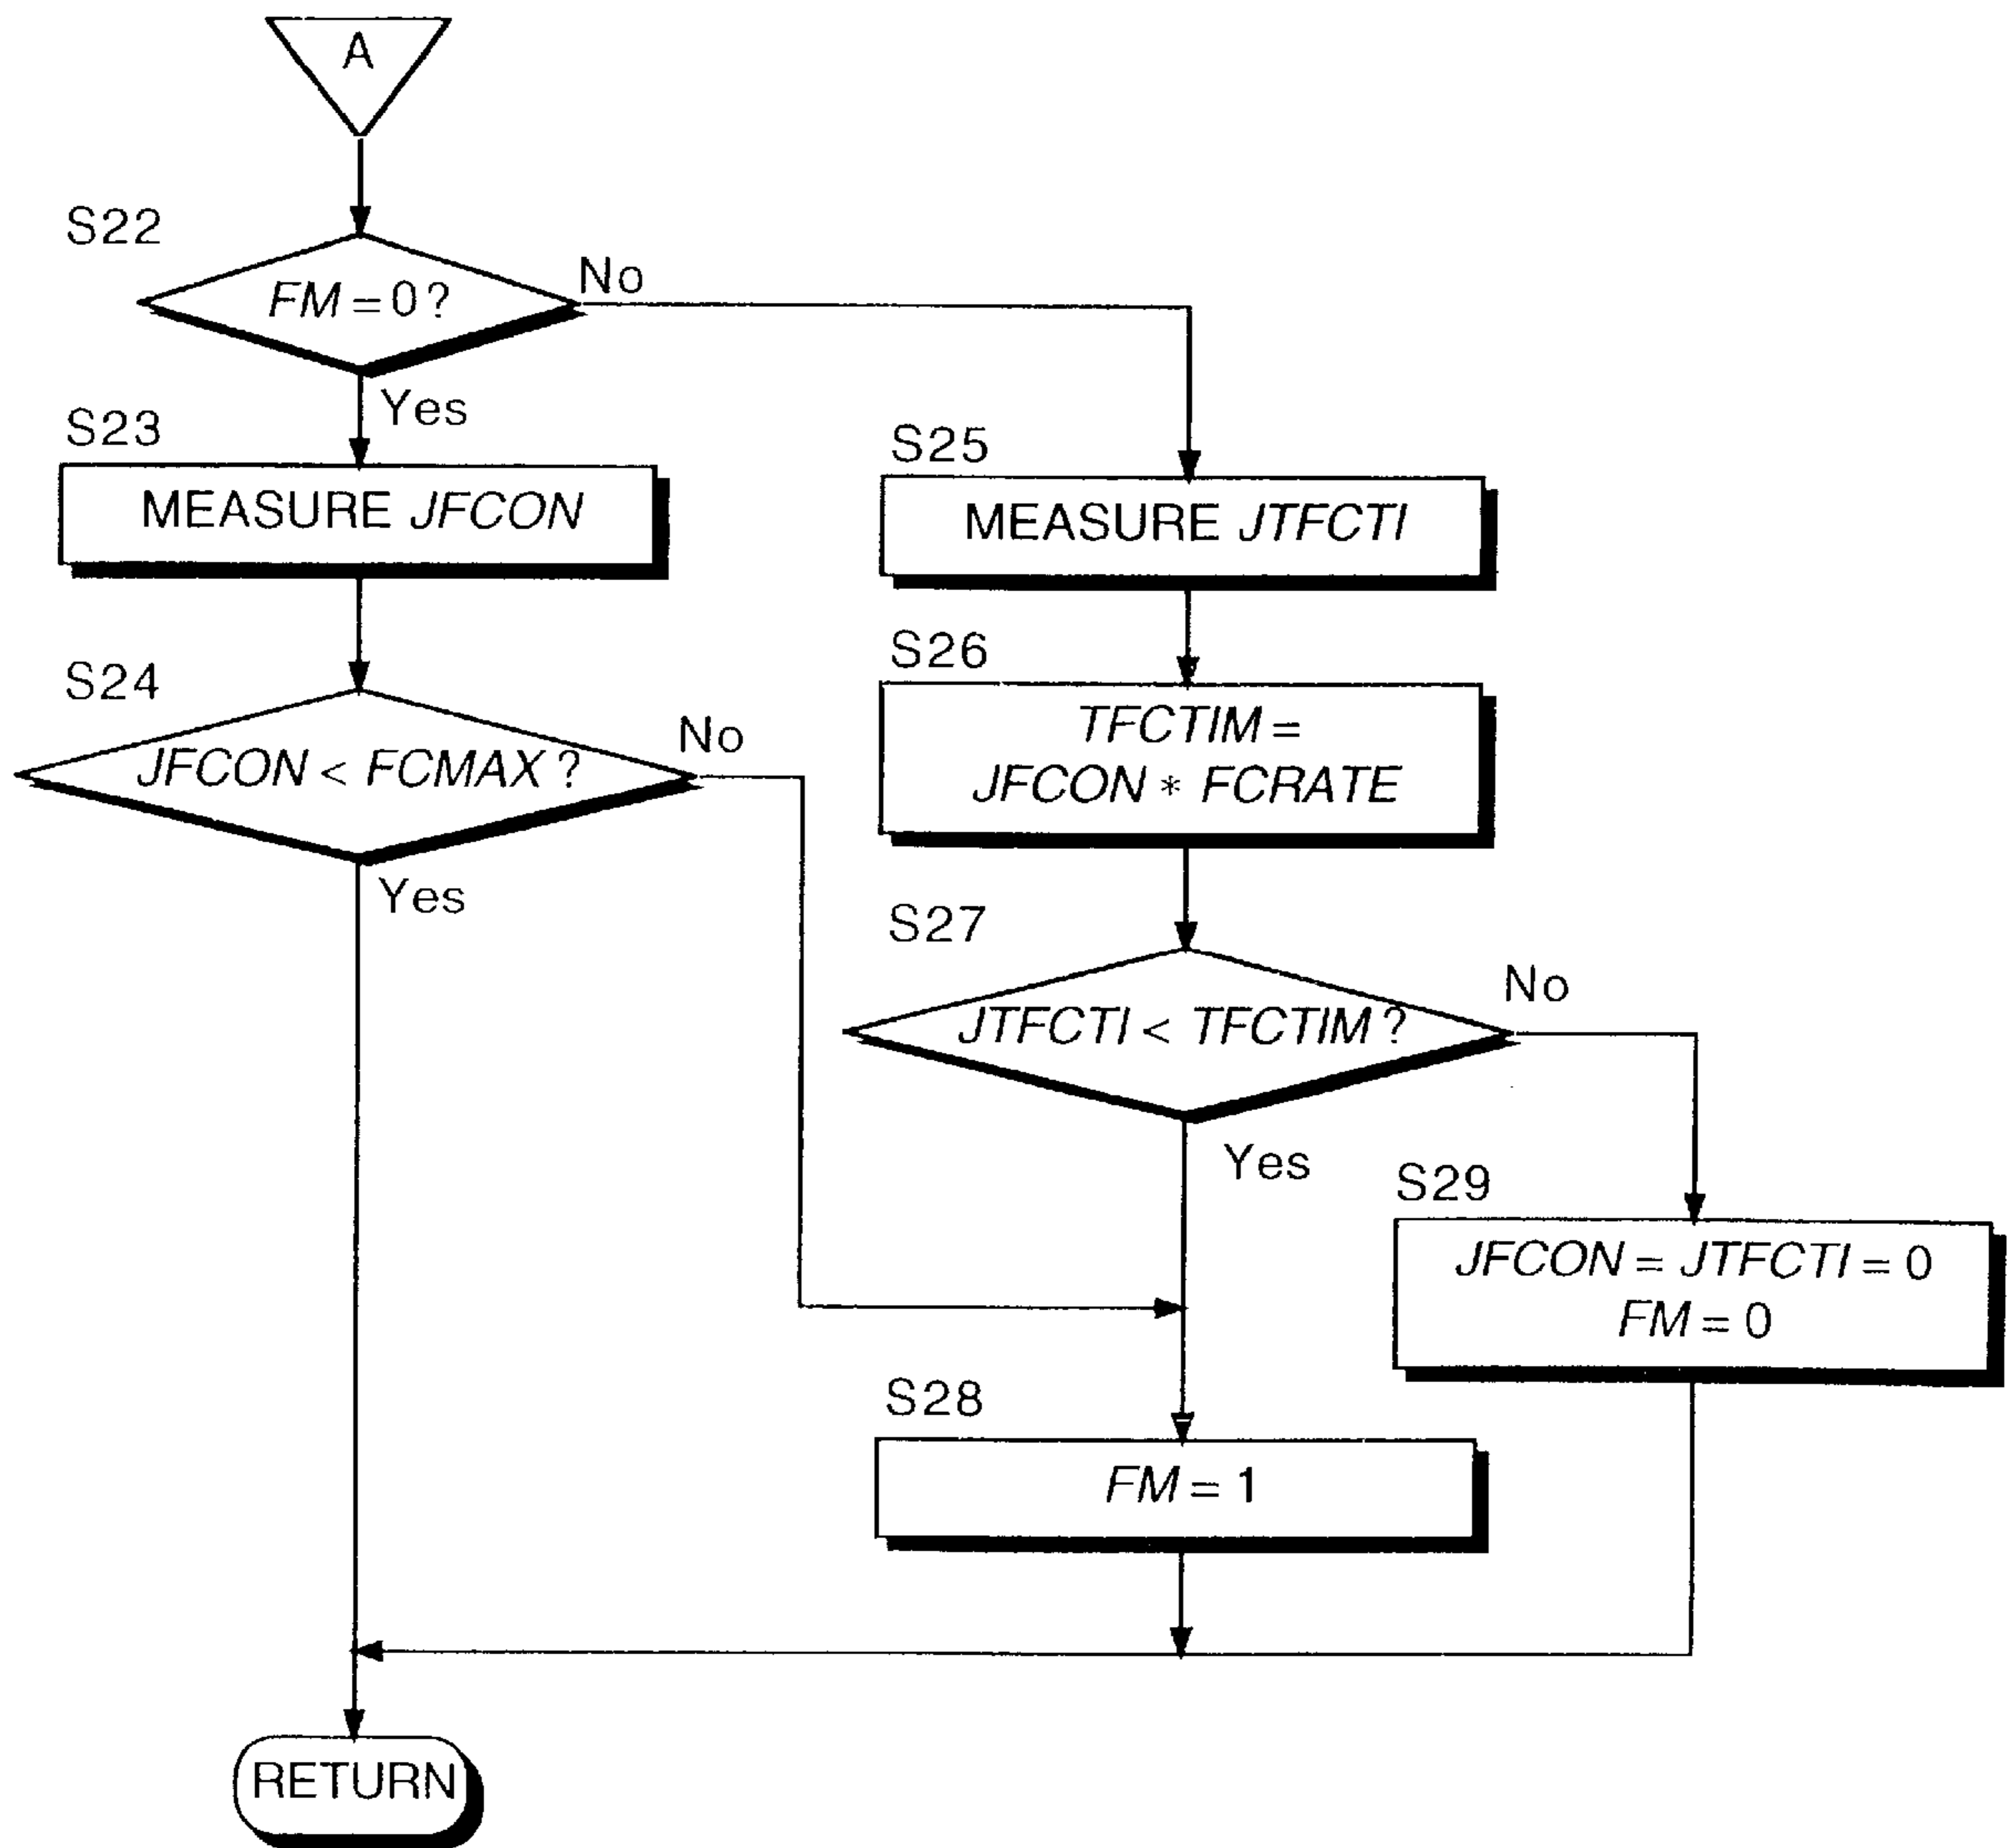 A
S22
FM = 0 ?
No
Yes
S23
MEASURE JFCON
S24
JFCON < FCMAX ?
No
Yes
S25
MEASURE JTFCTI
S26
TFCTIM =
JFCON * FCRATE
S27
JTFCTI < TFCTIM ?
No
Yes
S29
JFCON = JTFCTI = 0
FM = 0
S28
FM = 1
RETURN